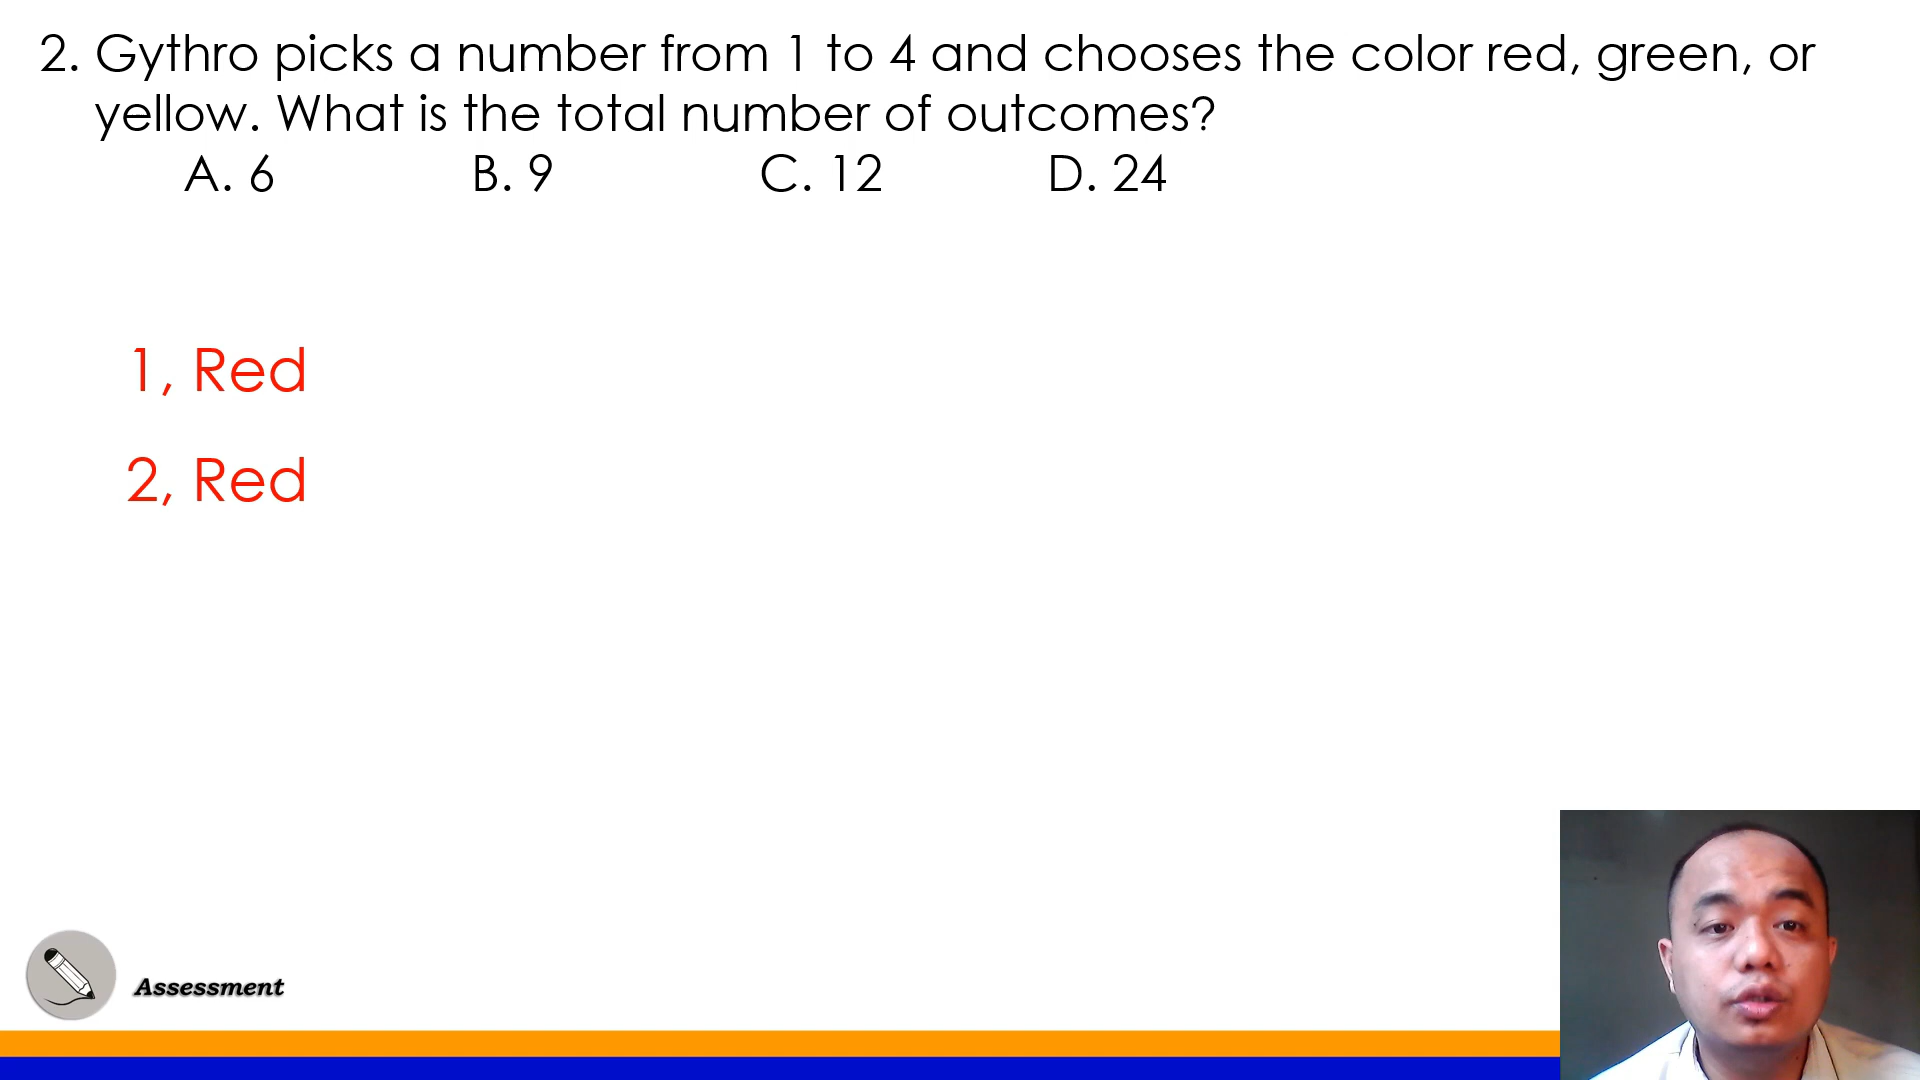 2. Gythro picks a number from 1 to 4 and chooses the color red, green, or
yellow. What is the total number of outcomes?
A. 6 B. 9 C. 12 D. 24
1, Red
2, Red
Assessment